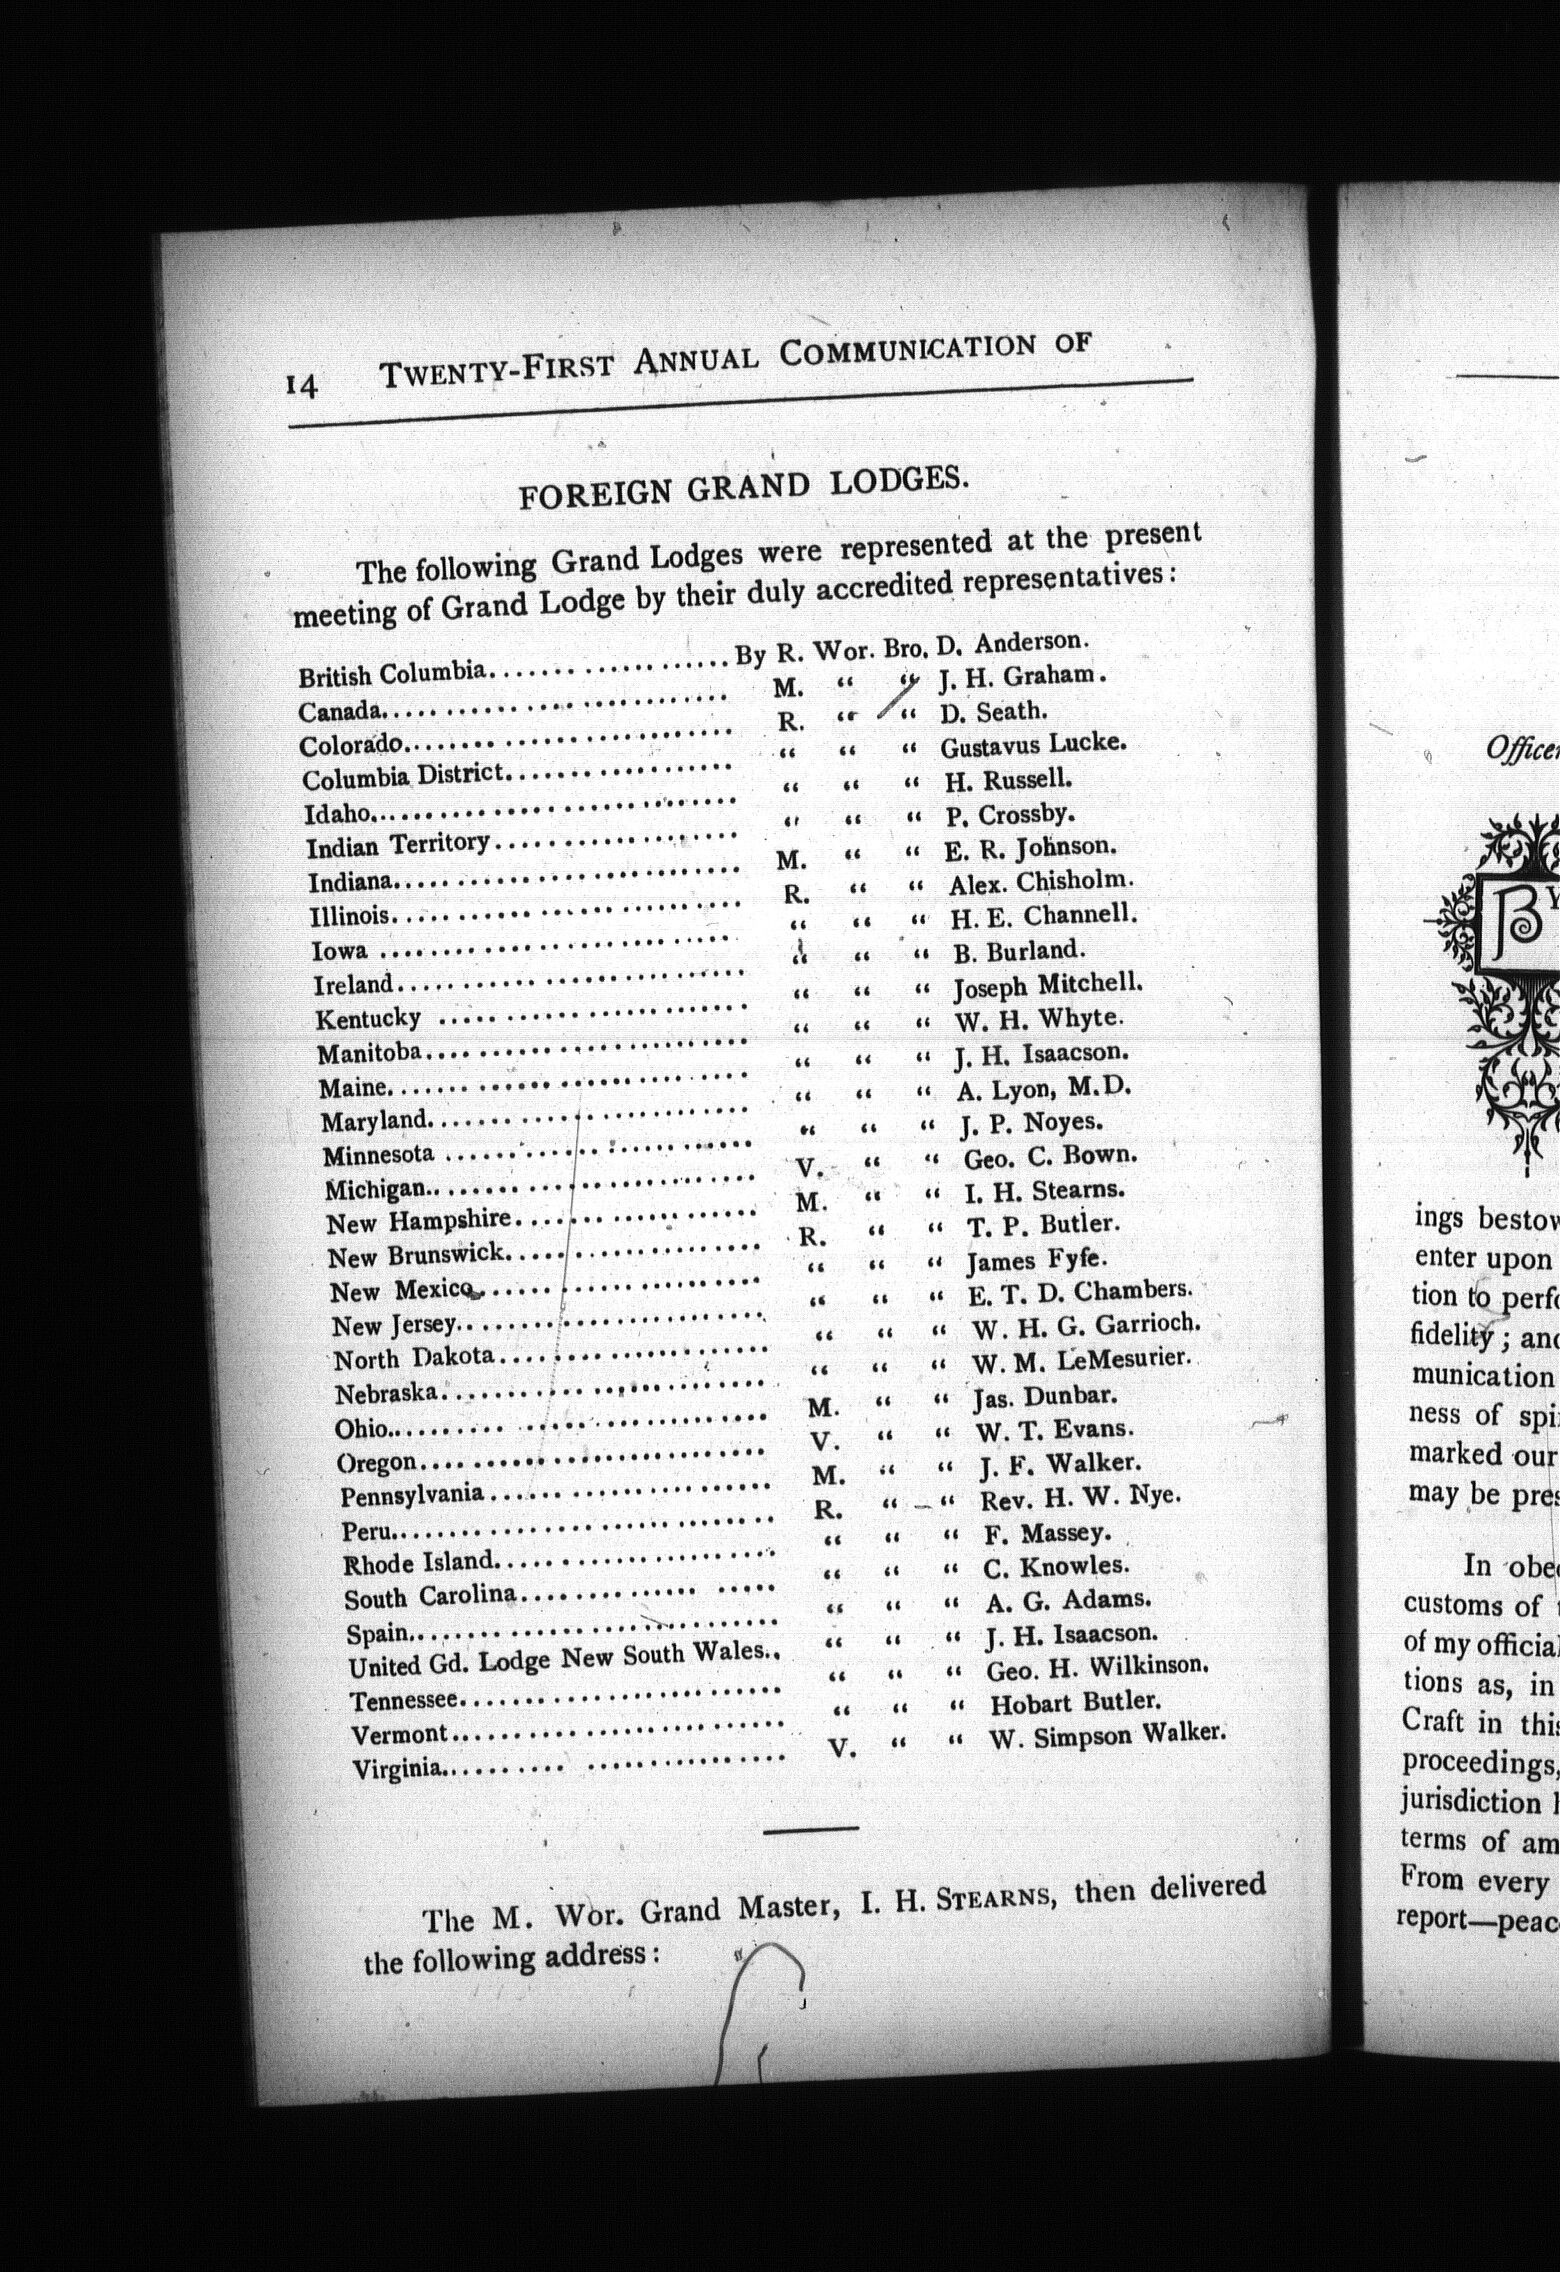 14 TWENTY-FIRST ANNUAL COMMUNICATION OF
FOREIGN GRAND LODGES.
The following Grand Lodges were represented at the present
meeting of Grand Lodge by their duly accredited representatives:
British Columbia.....................By R. Wor. Bro. D. Anderson.
Canada..................... M. “ “ J. H. Graham.
Colorado..................... R. “ “ D. Seath.
Columbia District..................... “ “ “ Gustavus Lucke.
Idaho..................... “ “ “ H. Russell.
Indian Territory..................... “ “ “ P. Crossby.
Indiana..................... M. “ “ E. R. Johnson.
Illinois..................... R. “ “ Alex. Chisholm.
Iowa ..................... “ “ “ H. E. Channell.
Ireland..................... “ “ “ B. Burland.
Kentucky ..................... “ “ “ Joseph Mitchell.
Manitoba..................... “ “ “ W. H. Whyte.
Maine..................... “ “ “ J. H. Isaacson.
Maryland..................... “ “ “ A. Lyon, M.D.
Minnesota ..................... “ “ “ J. P. Noyes.
Michigan..................... V. “ “ Geo. C. Bown.
New Hampshire..................... M. “ “ I. H. Stearns.
New Brunswick..................... R. “ “ T. P. Butler.
New Mexico..................... “ “ “ James Fyfe.
New Jersey..................... “ “ “ E. T. D. Chambers.
North Dakota..................... “ “ “ W. H. G. Garrioch.
Nebraska..................... “ “ “ W. M. LeMesurier.
Ohio..................... M. “ “ Jas. Dunbar.
Oregon..................... V. “ “ W. T. Evans.
Pennsylvania..................... M. “ “ J. F. Walker.
Peru..................... R. “ “ Rev. H. W. Nye.
Rhode Island..................... “ “ “ F. Massey.
South Carolina..................... “ “ “ C. Knowles.
Spain..................... “ “ “ A. G. Adams.
United Gd. Lodge New South Wales.. “ “ “ J. H. Isaacson.
Tennessee..................... “ “ “ Geo. H. Wilkinson.
Vermont..................... “ “ “ Hobart Butler.
Virginia..................... V. “ “ W. Simpson Walker.
The M. Wor. Grand Master, I. H. STEARNS, then delivered
the following address:
B
ings
enter upon
tion to
fidelity; and
munication
ness of
marked our
may be
In
customs of
of my official
tions as, in
Craft in this
proceedings,
jurisdiction
terms of
From every
report—